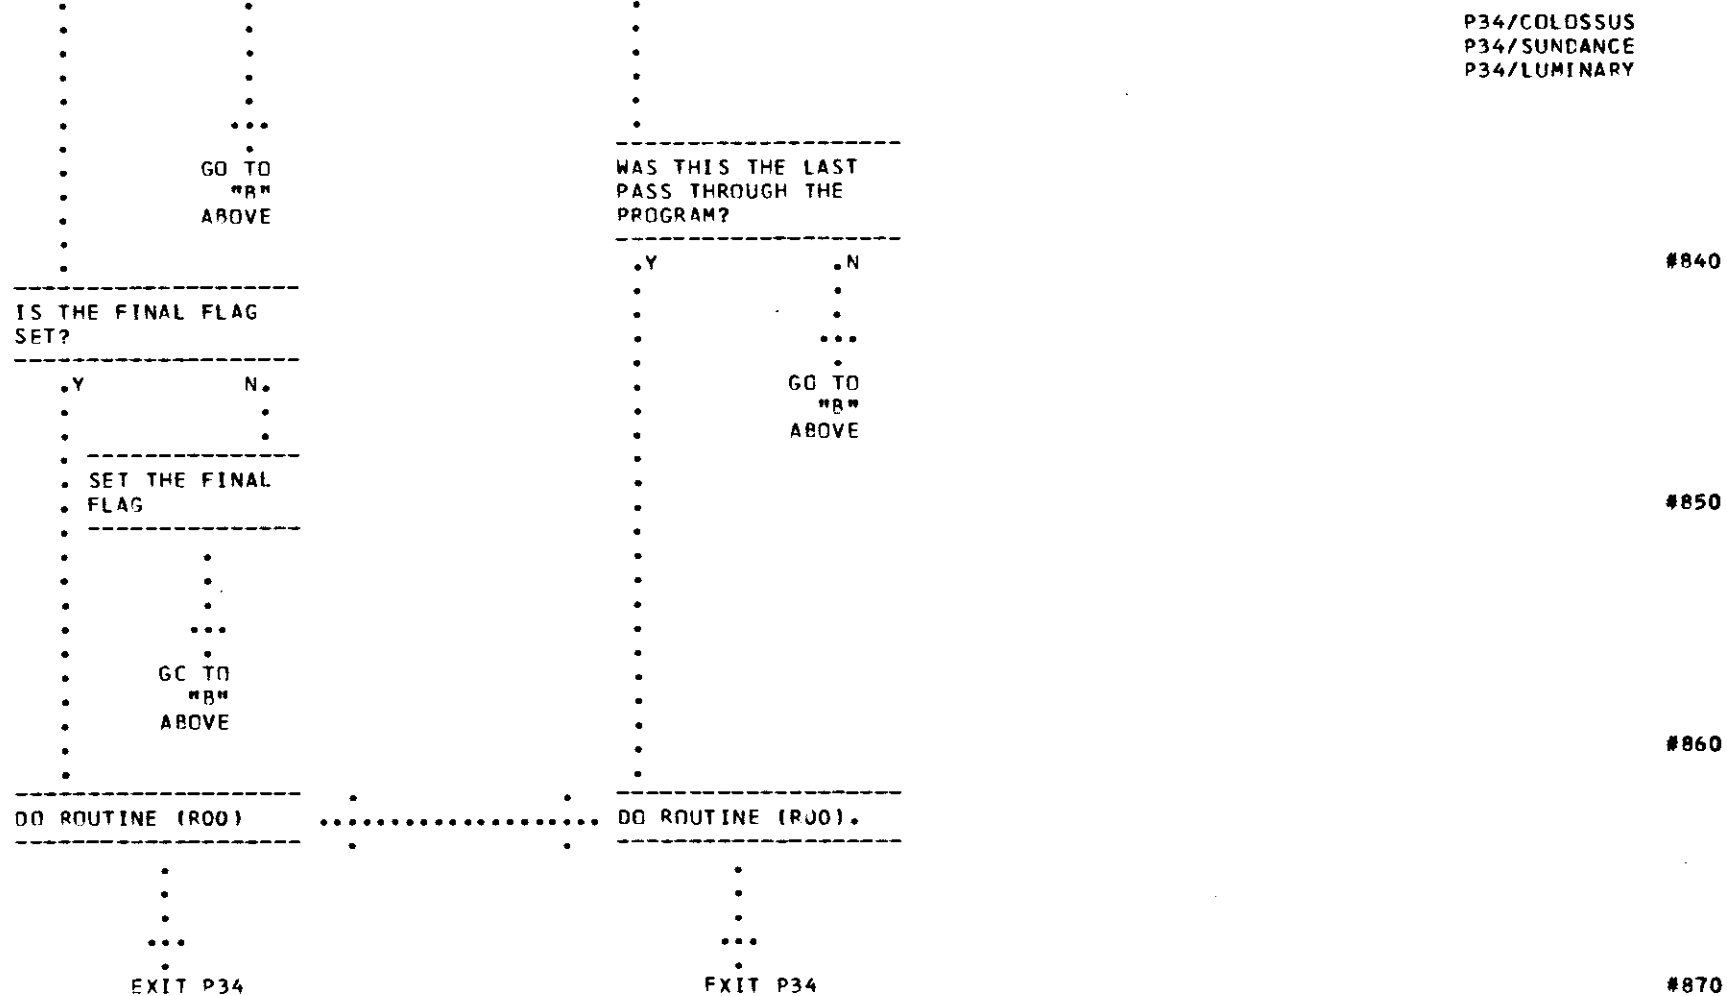 P34/COLOSSUS
P34/SUNDANCE
P34/LUMINARY
GO TO
"B"
ABOVE
WAS THIS THE LAST
PASS THROUGH THE
PROGRAM?
.Y .N #840
IS THE FINAL FLAG
SET?
.Y N.
GO TO
"B"
ABOVE
SET THE FINAL
FLAG
#850
GO TO
"B"
ABOVE
#860
DO ROUTINE (R00)
DO ROUTINE (R00).
EXIT P34
EXIT P34
#870